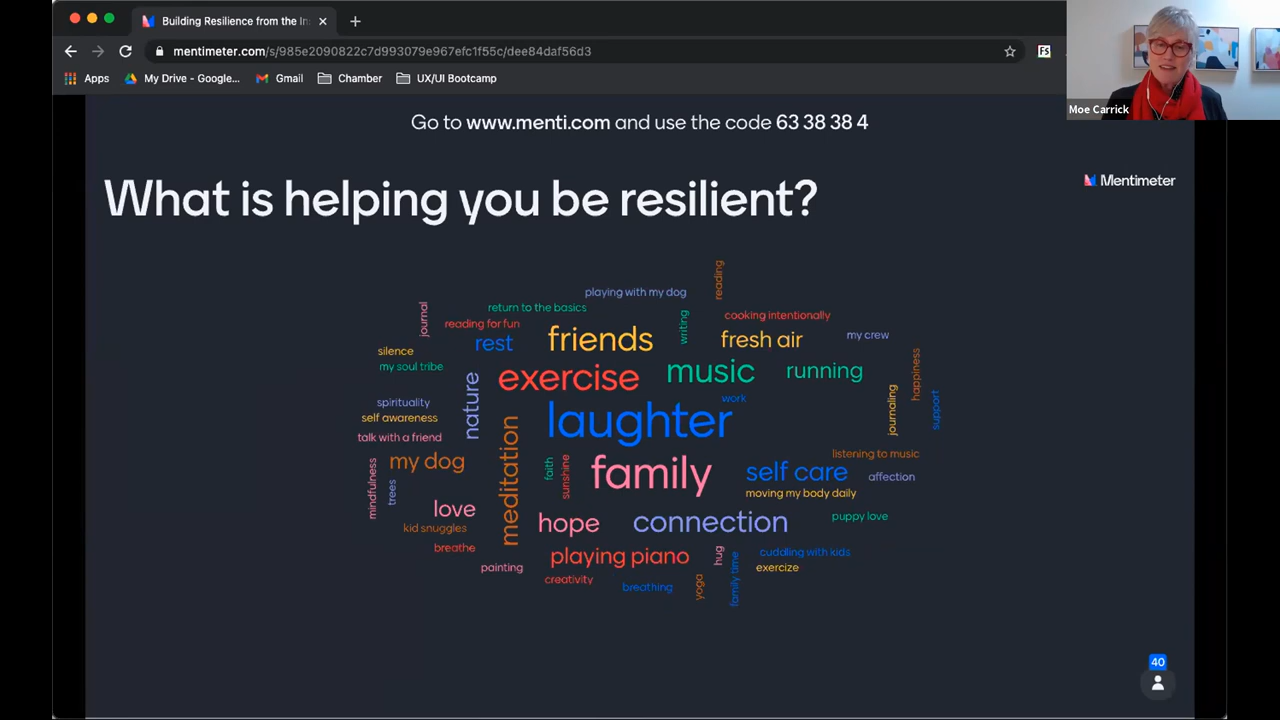 Building Resilience from the In
mentimeter.com/s/985e2090822c7d993079e967efc1f55c/dee84daf56d3
FS
Apps
My Drive - Google...
Gmail
Chamber
UX/UI Bootcamp
Moe Carrick
Go to www.menti.com and use the code 63 38 38 4
What is helping you be resilient?
Mentimeter
reading
playing with my dog
journal
return to the basics
writing
cooking intentionally
reading for fun
rest
friends
fresh air
my crew
silence
my soul tribe
nature
exercise
music
running
happiness
work
journaling
support
spirituality
self awareness
laughter
talk with a friend
meditation
my dog
faith
sunshine
family
self care
listening to music
affection
mindfulness
trees
moving my body daily
love
hope
connection
puppy love
kid snuggles
breathe
playing piano
hug
cuddling with kids
painting
exercize
creativity
breathing
yoga
family time
40